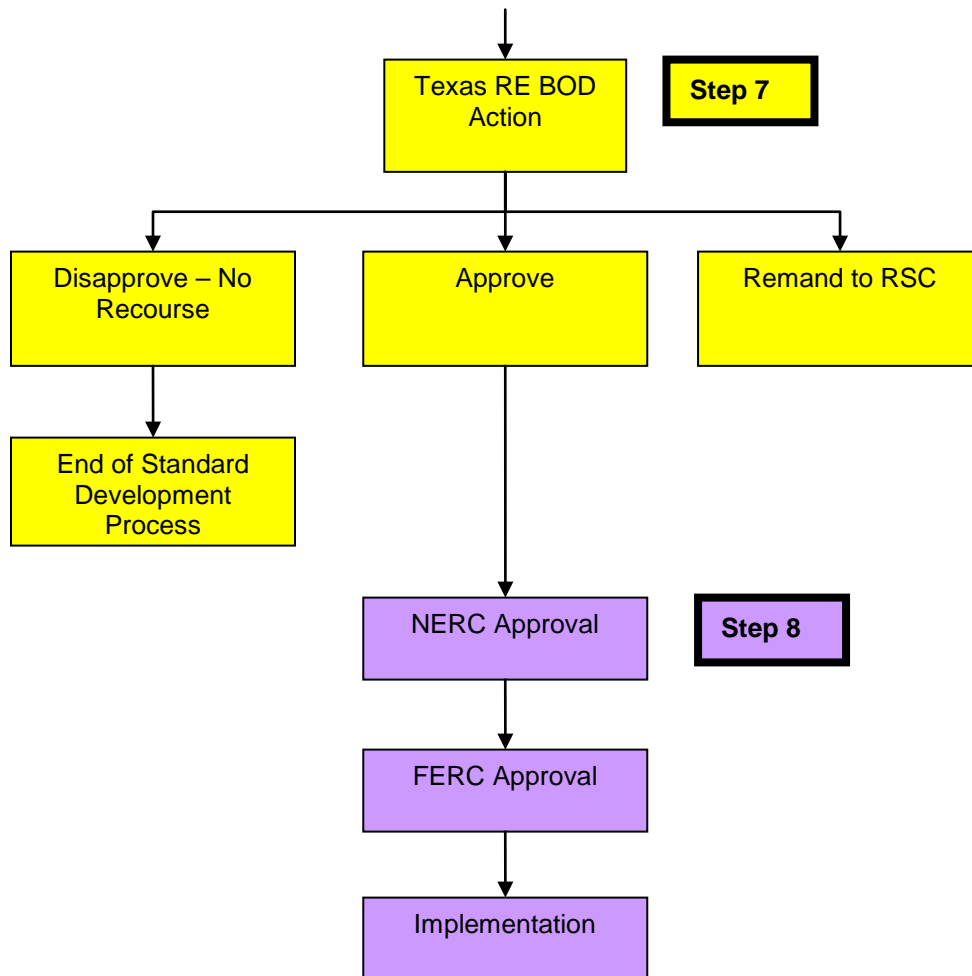 Texas RE BOD
Action
Step 7
Disapprove – No
Recourse
Approve
Remand to RSC
End of Standard
Development
Process
NERC Approval
Step 8
FERC Approval
Implementation